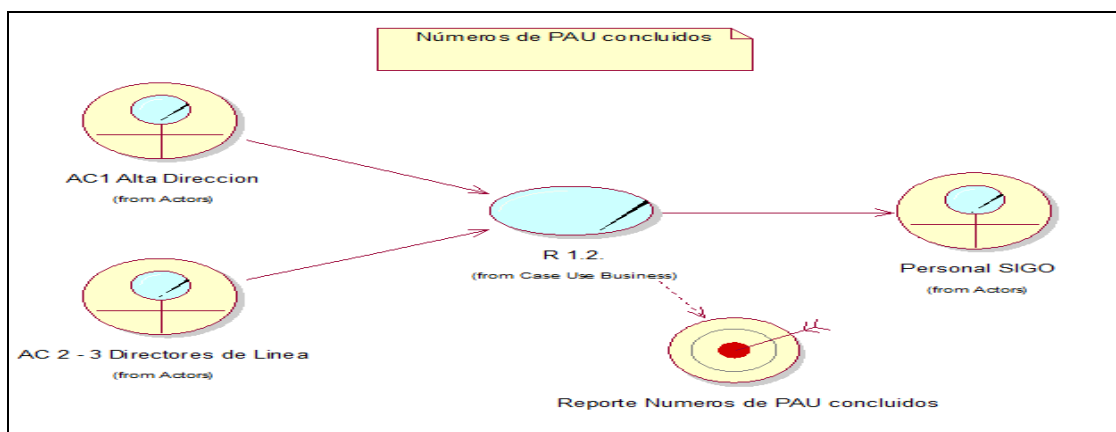 Números de PAU concluidos
AC1 Alta Direccion
(from Actors)
R 1.2.
(from Case Use Business)
Personal SIGO
(from Actors)
AC 2 - 3 Directores de Linea
(from Actors)
Reporte Numeros de PAU concluidos